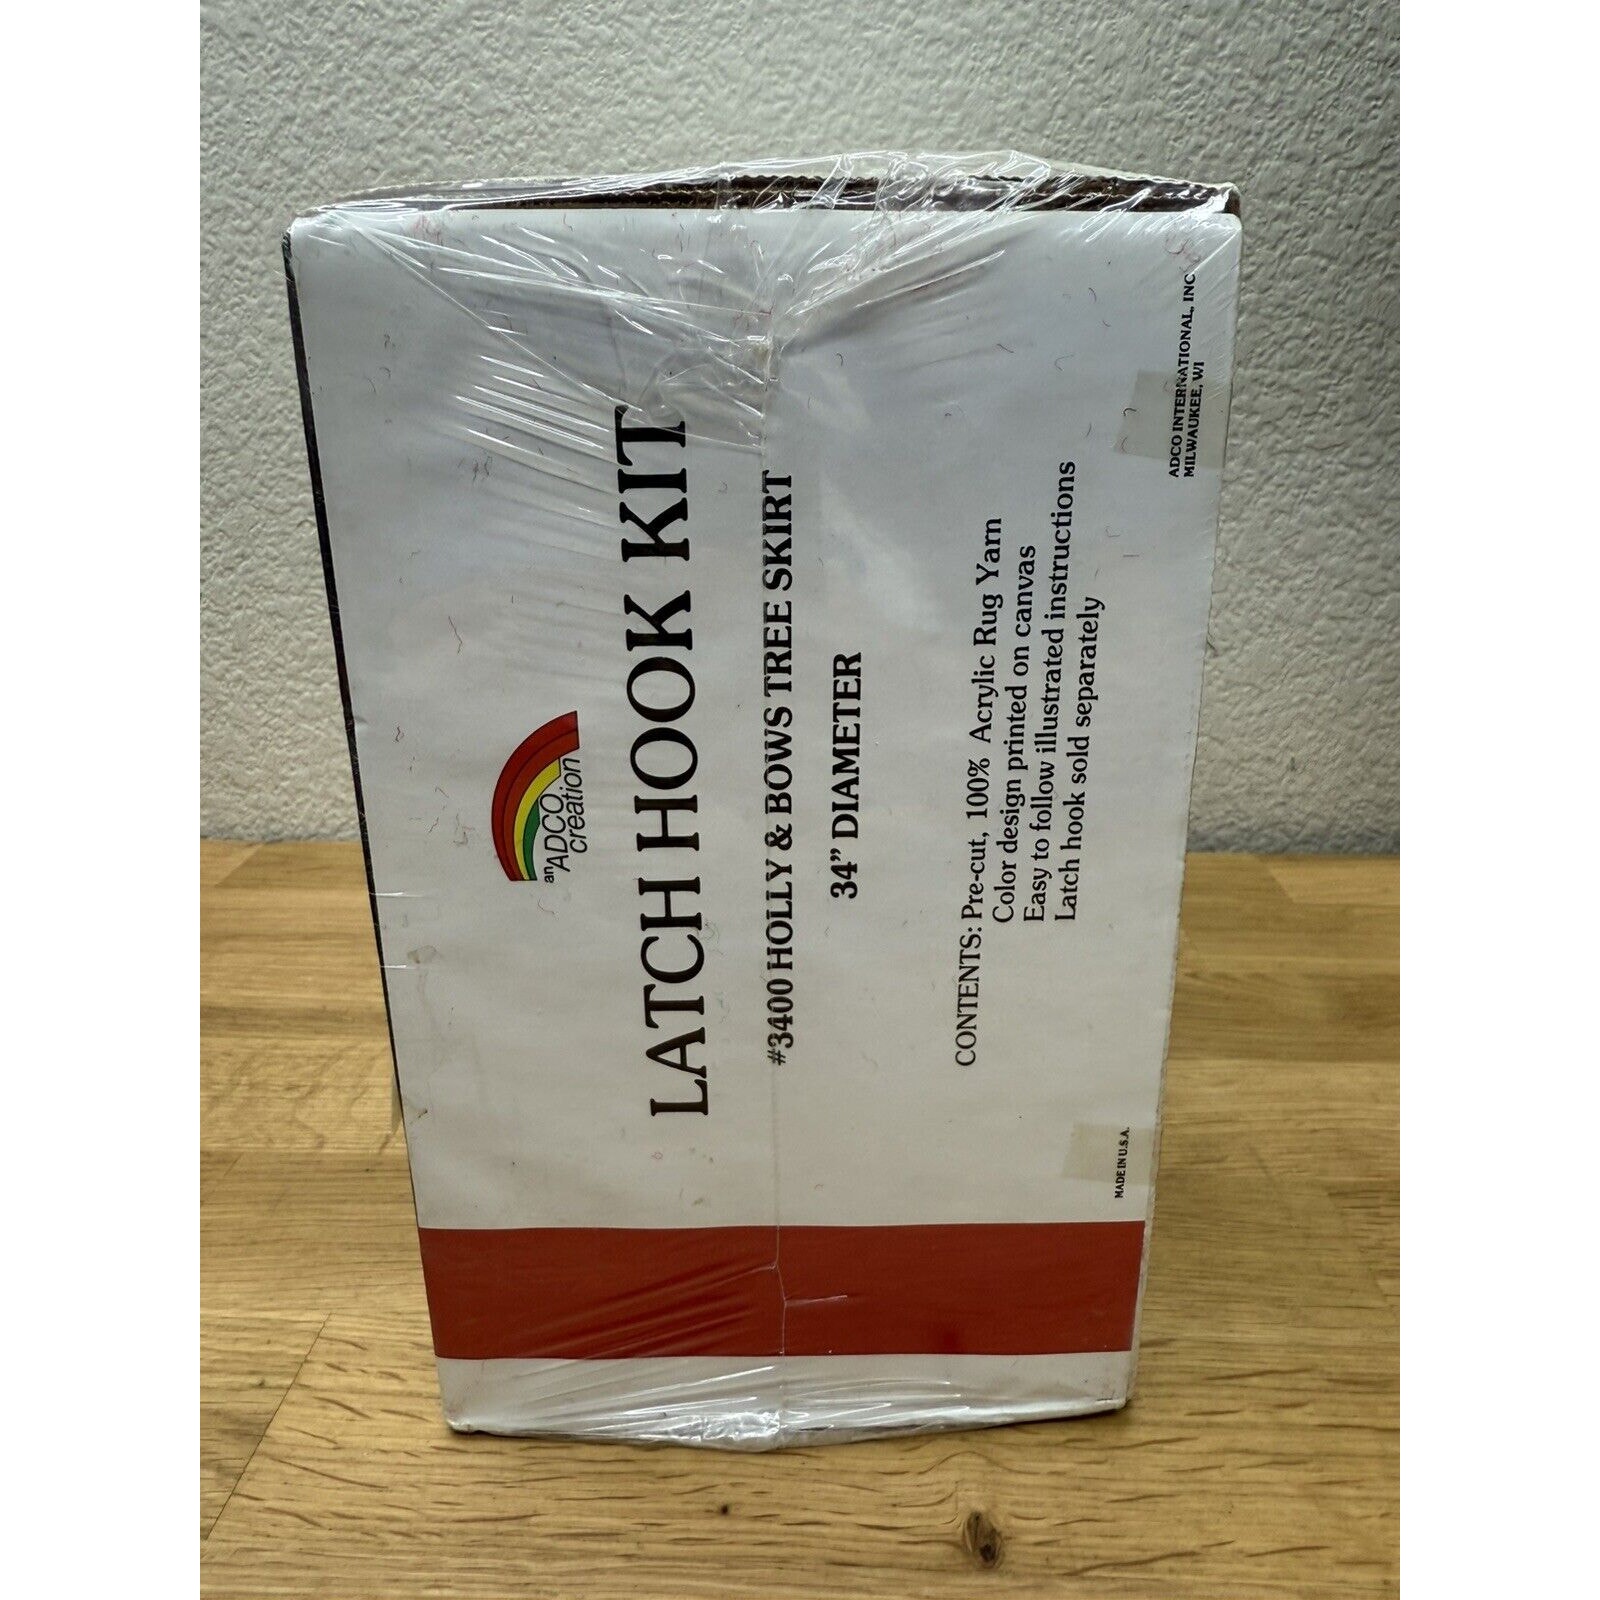 an ADCO
creation
LATCH HOOK KIT
#3400 HOLLY & BOWS TREE SKIRT
34” DIAMETER
CONTENTS: Pre-cut, 100% Acrylic Rug Yarn
Color design printed on canvas
Easy to follow illustrated instructions
Latch hook sold separately
MADE IN U.S.A.
ADCO INTERNATIONAL, INC
MILWAUKEE, WI